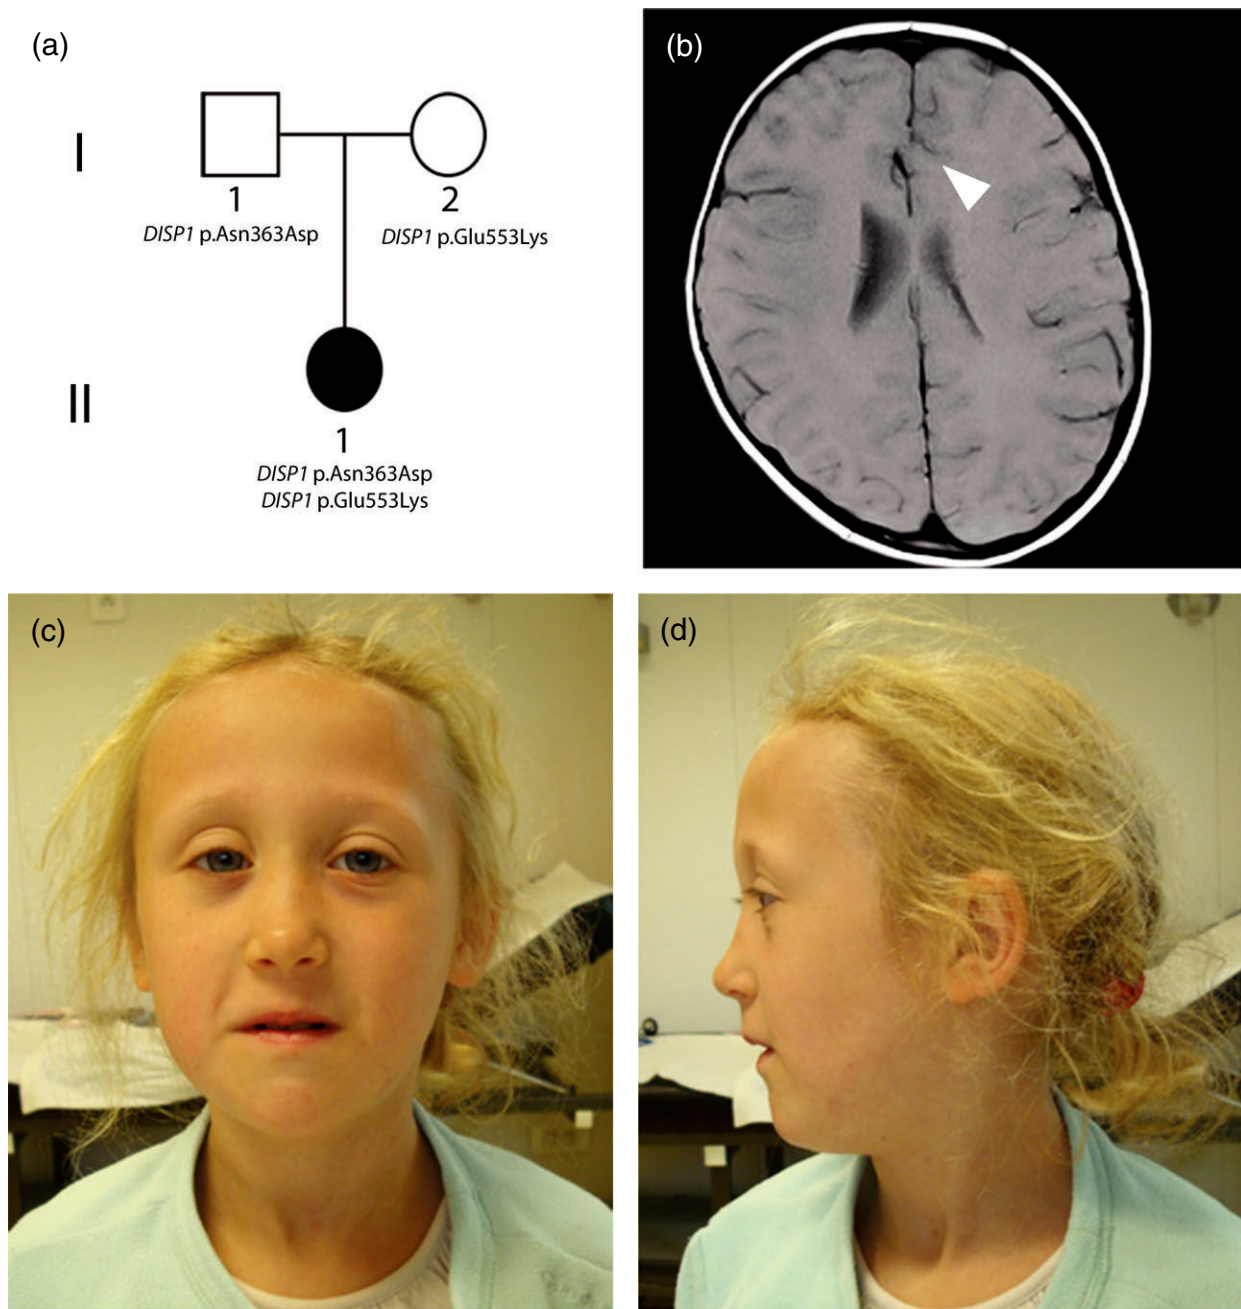 (a)
I
1
DISP1 p.Asn363Asp
2
DISP1 p.Glu553Lys
II
1
DISP1 p.Asn363Asp
DISP1 p.Glu553Lys
(b)
(c)
(d)